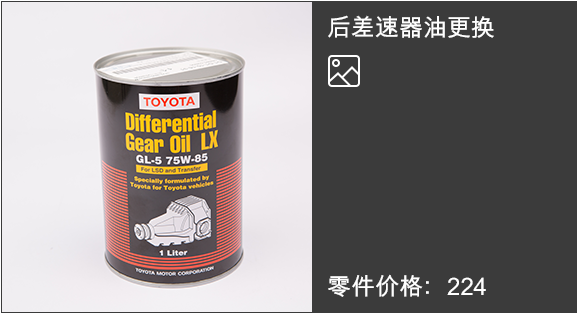 TOYOTA
Differential
Gear Oil LX
GL-5 75W-85
For LSD and Transfer
Specially formulated by
Toyota for Toyota vehicles
1 Liter
TOYOTA MOTOR CORPORATION
后差速器油更换
零件价格：224